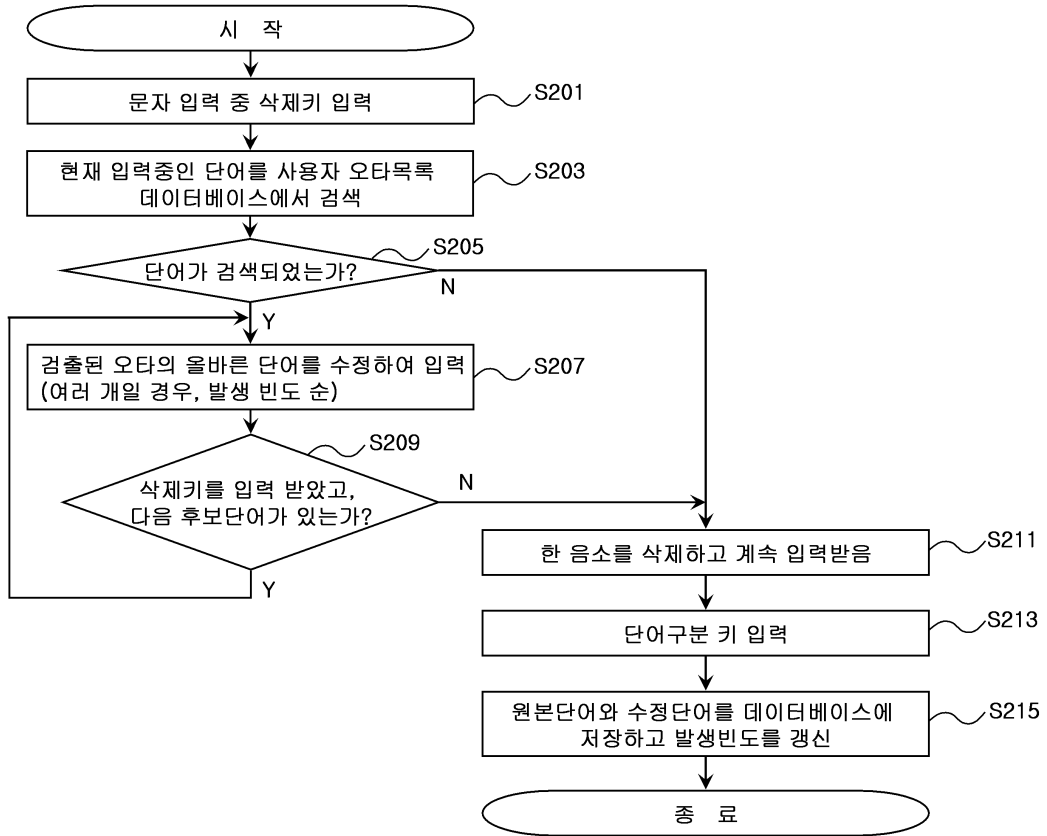 시 작
문자 입력 중 삭제키 입력
S201
현재 입력중인 단어를 사용자 오타목록
데이터베이스에서 검색
S203
단어가 검색되었는가?
S205
N
Y
검출된 오타의 올바른 단어를 수정하여 입력
(여러 개일 경우, 발생 빈도 순)
S207
삭제키를 입력 받았고,
다음 후보단어가 있는가?
S209
N
Y
한 음소를 삭제하고 계속 입력받음
S211
단어구분 키 입력
S213
원본단어와 수정단어를 데이터베이스에
저장하고 발생빈도를 갱신
S215
종 료